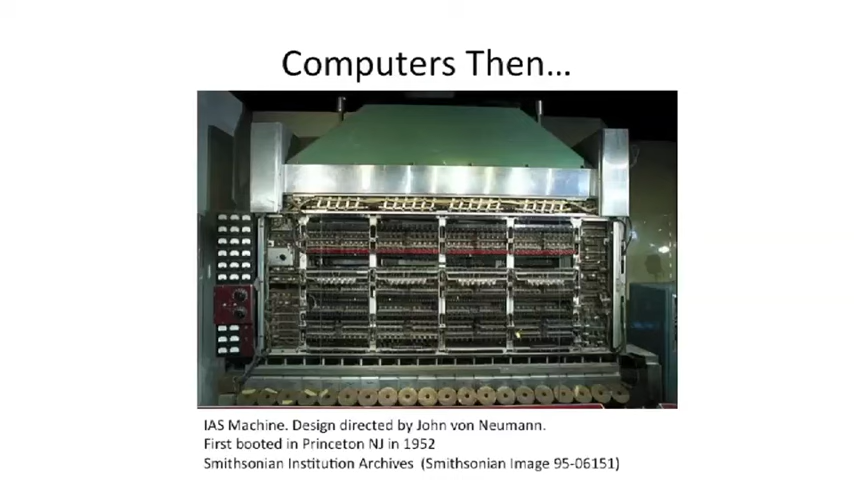 Computers Then...
IAS Machine. Design directed by John von Neumann.
First booted in Princeton NJ in 1952
Smithsonian Institution Archives (Smithsonian Image 95-06151)